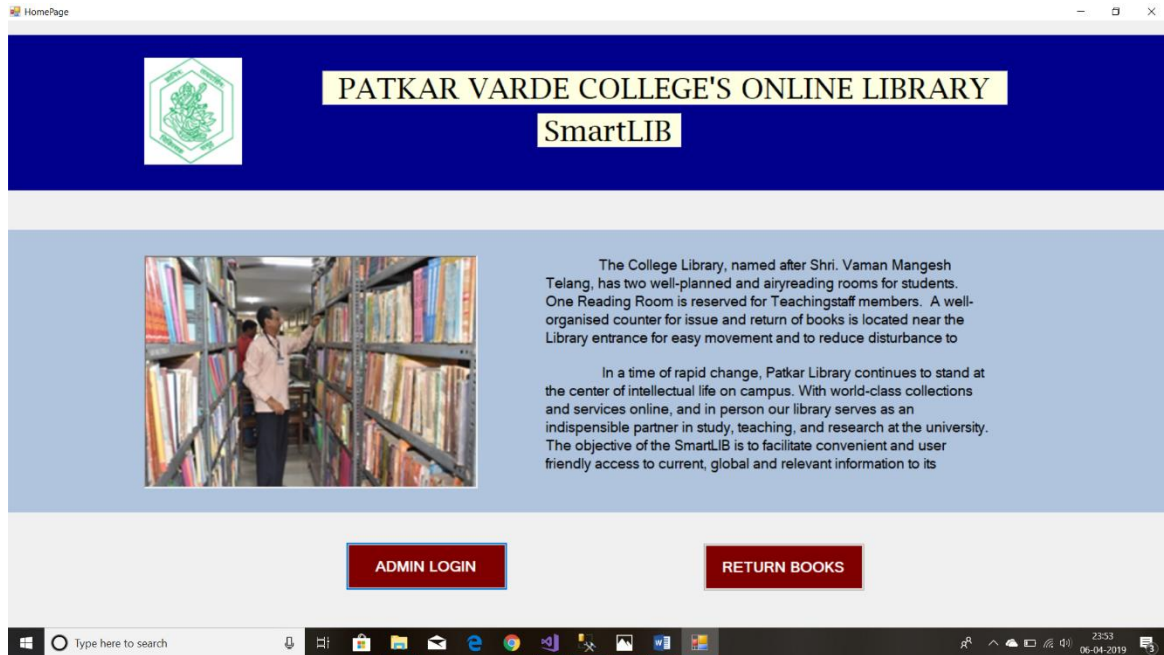 HomePage
PATKAR VARDE COLLEGE'S ONLINE LIBRARY
SmartLIB
The College Library, named after Shri. Vaman Mangesh
Telang, has two well-planned and airyreading rooms for students.
One Reading Room is reserved for Teachingstaff members. A well-
organised counter for issue and return of books is located near the
Library entrance for easy movement and to reduce disturbance to
In a time of rapid change, Patkar Library continues to stand at
the center of intellectual life on campus. With world-class collections
and services online, and in person our library serves as an
indispensible partner in study, teaching, and research at the university.
The objective of the SmartLIB is to facilitate convenient and user
friendly access to current, global and relevant information to its
ADMIN LOGIN
RETURN BOOKS
Type here to search
23:53
06-04-2019